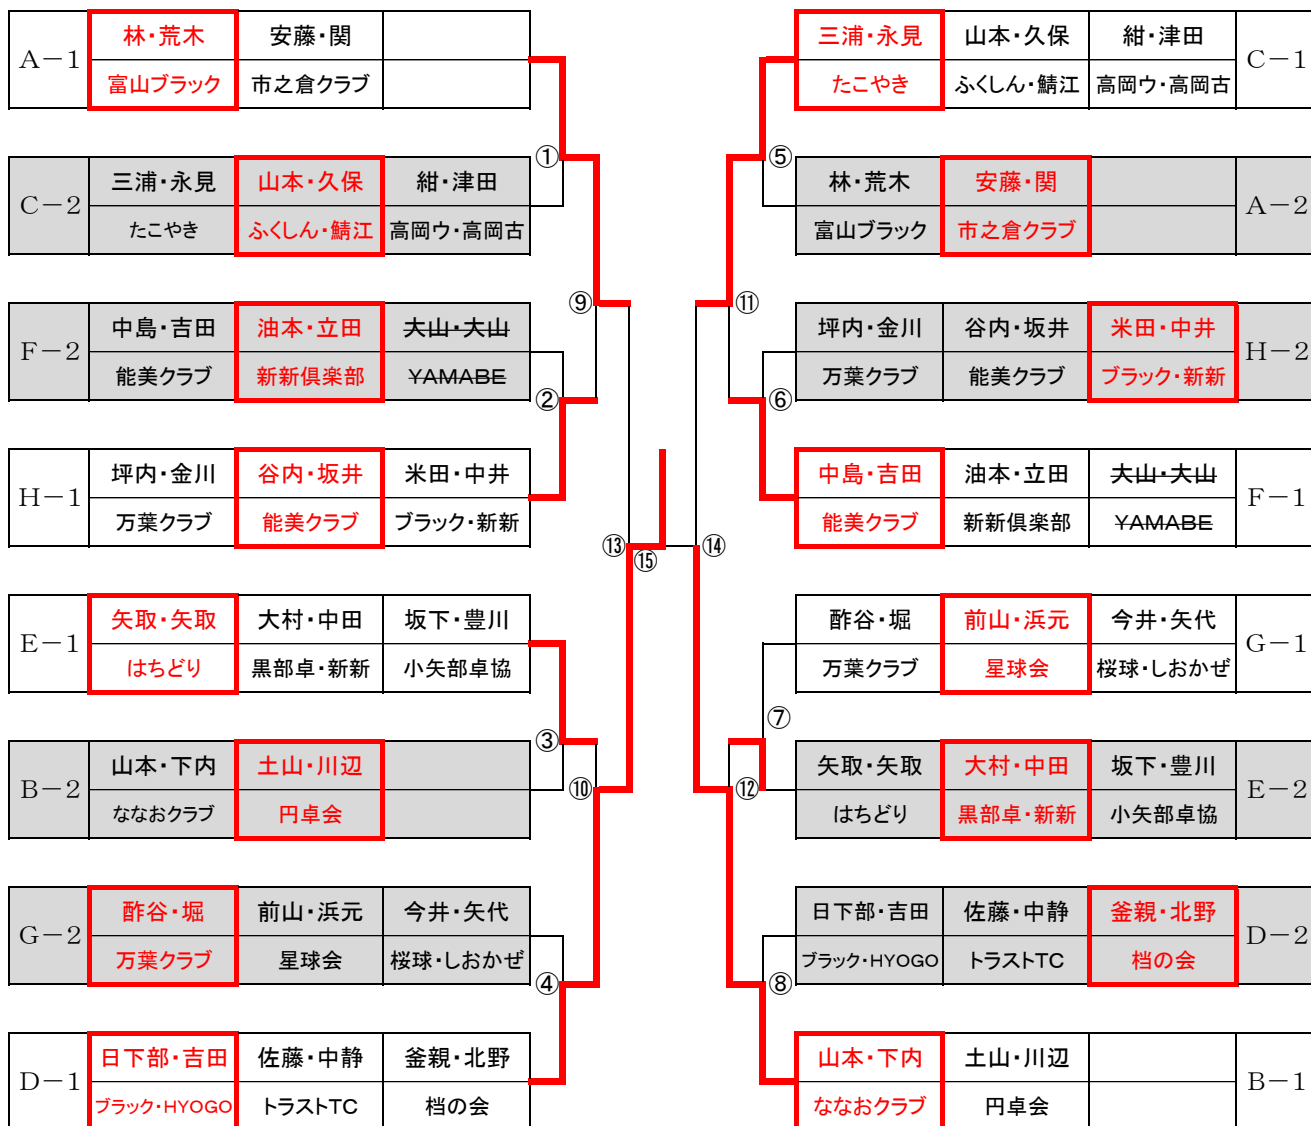 A-1 林・荒木 安藤・関
富山ブラック 市之倉クラブ
①
C-2 三浦・永見 山本・久保 紺・津田
たこやき ふくしん・鯖江 高岡ウ・高岡古
⑨
F-2 中島・吉田 油本・立田 大山・大山
能美クラブ 新新倶楽部 YAMABE
②
H-1 坪内・金川 谷内・坂井 米田・中井
万葉クラブ 能美クラブ ブラック・新新
⑬ ⑮ ⑭
E-1 矢取・矢取 大村・中田 坂下・豊川
はちどり 黒部卓・新新 小矢部卓協
③
B-2 山本・下内 土山・川辺
ななおクラブ 円卓会
⑩
G-2 酢谷・堀 前山・浜元 今井・矢代
万葉クラブ 星球会 桜球・しおかぜ
④
D-1 日下部・吉田 佐藤・中静 釜親・北野
ブラック・HYOGO トラストTC 档の会
三浦・永見 山本・久保 紺・津田 C-1
たこやき ふくしん・鯖江 高岡ウ・高岡古
⑤
林・荒木 安藤・関 A-2
富山ブラック 市之倉クラブ
⑪
坪内・金川 谷内・坂井 米田・中井 H-2
万葉クラブ 能美クラブ ブラック・新新
⑥
中島・吉田 油本・立田 大山・大山 F-1
能美クラブ 新新倶楽部 YAMABE
酢谷・堀 前山・浜元 今井・矢代 G-1
万葉クラブ 星球会 桜球・しおかぜ
⑦
矢取・矢取 大村・中田 坂下・豊川 E-2
はちどり 黒部卓・新新 小矢部卓協
⑫
日下部・吉田 佐藤・中静 釜親・北野 D-2
ブラック・HYOGO トラストTC 档の会
⑧
山本・下内 土山・川辺 B-1
ななおクラブ 円卓会